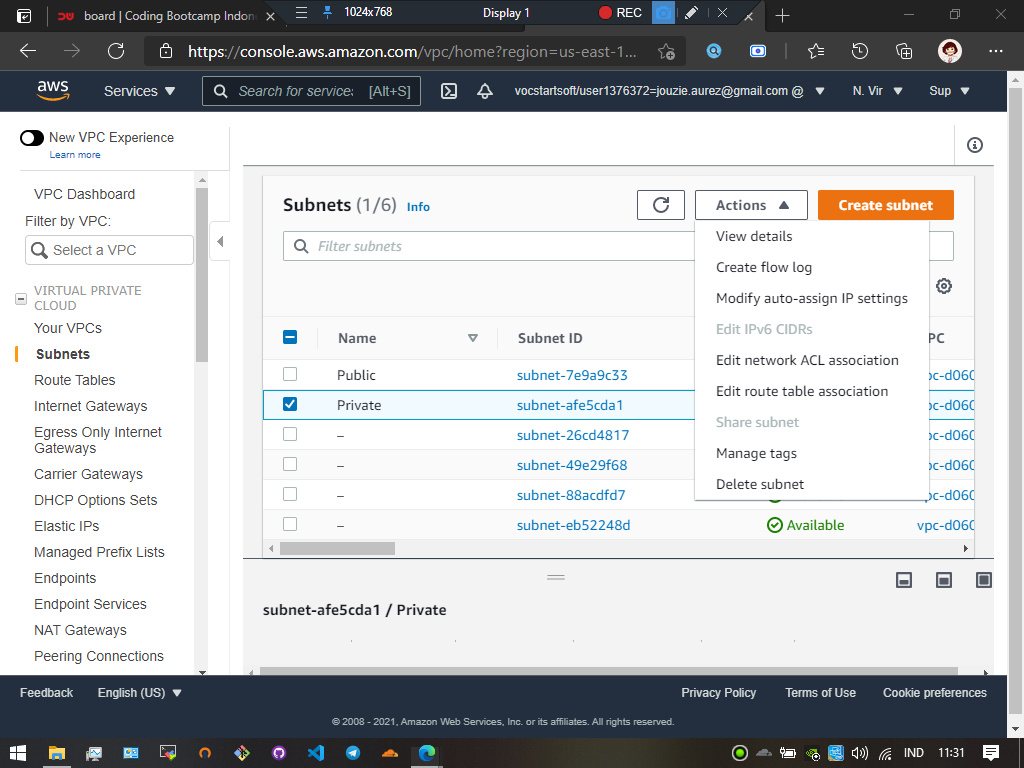 board | Coding Bootcamp Indone
1024x768
Display 1
REC
https://console.aws.amazon.com/vpc/home?region=us-east-1...
aws
Services
Search for services
[Alt+S]
vocstartsoft/user1376372=jouzie.aurez@gmail.com @
N. Vir
Sup
New VPC Experience
Learn more
VPC Dashboard
Filter by VPC:
Select a VPC
VIRTUAL PRIVATE
CLOUD
Your VPCs
Subnets
Route Tables
Internet Gateways
Egress Only Internet
Gateways
Carrier Gateways
DHCP Options Sets
Elastic IPs
Managed Prefix Lists
Endpoints
Endpoint Services
NAT Gateways
Peering Connections
Subnets (1/6) Info
Actions
Create subnet
Filter subnets
View details
Create flow log
Modify auto-assign IP settings
Edit IPv6 CIDRs
Edit network ACL association
Edit route table association
Share subnet
Manage tags
Delete subnet
Name
Subnet ID
PC
Public subnet-7e9a9c33 pc-d060
Private subnet-afe5cda1 pc-d060
– subnet-26cd4817 pc-d060
– subnet-49e29f68 pc-d060
– subnet-88acdfd7 pc-d060
– subnet-eb52248d Available vpc-d060
subnet-afe5cda1 / Private
Feedback
English (US)
Privacy Policy
Terms of Use
Cookie preferences
© 2008 - 2021, Amazon Web Services, Inc. or its affiliates. All rights reserved.
IND
11:31